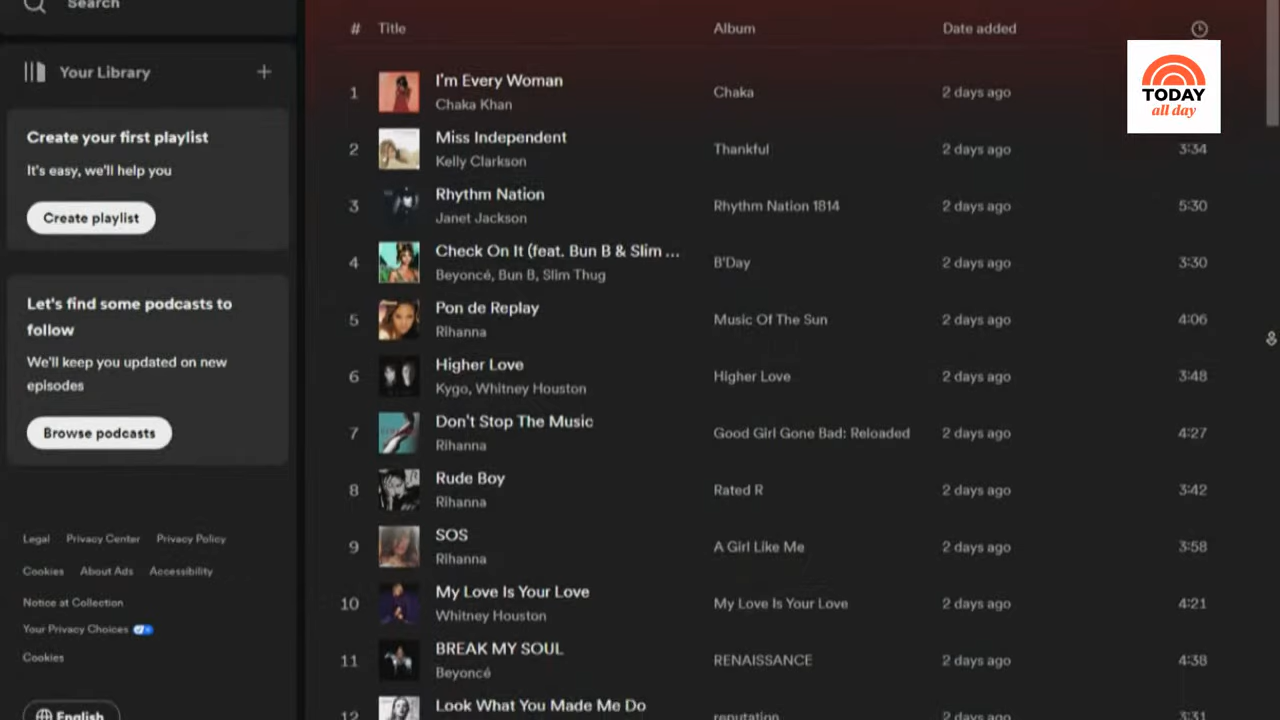 Search
Your Library +
Create your first playlist
It's easy, we'll help you
Create playlist
Let's find some podcasts to
follow
We'll keep you updated on new
episodes
Browse podcasts
Legal Privacy Center Privacy Policy
Cookies About Ads Accessibility
Notice at Collection
Your Privacy Choices
Cookies
English
# Title Album Date added
1 I'm Every Woman Chaka 2 days ago
Chaka Khan
2 Miss Independent Thankful 2 days ago 3:34
Kelly Clarkson
3 Rhythm Nation Rhythm Nation 1814 2 days ago 5:30
Janet Jackson
4 Check On It (feat. Bun B & Slim ... B'Day 2 days ago 3:30
Beyoncé, Bun B, Slim Thug
5 Pon de Replay Music Of The Sun 2 days ago 4:06
Rihanna
6 Higher Love Higher Love 2 days ago 3:48
Kygo, Whitney Houston
7 Don't Stop The Music Good Girl Gone Bad: Reloaded 2 days ago 4:27
Rihanna
8 Rude Boy Rated R 2 days ago 3:42
Rihanna
9 SOS A Girl Like Me 2 days ago 3:58
Rihanna
10 My Love Is Your Love My Love Is Your Love 2 days ago 4:21
Whitney Houston
11 BREAK MY SOUL RENAISSANCE 2 days ago 4:38
Beyoncé
12 Look What You Made Me Do reputation 2 days ago 3:31
TODAY
all day